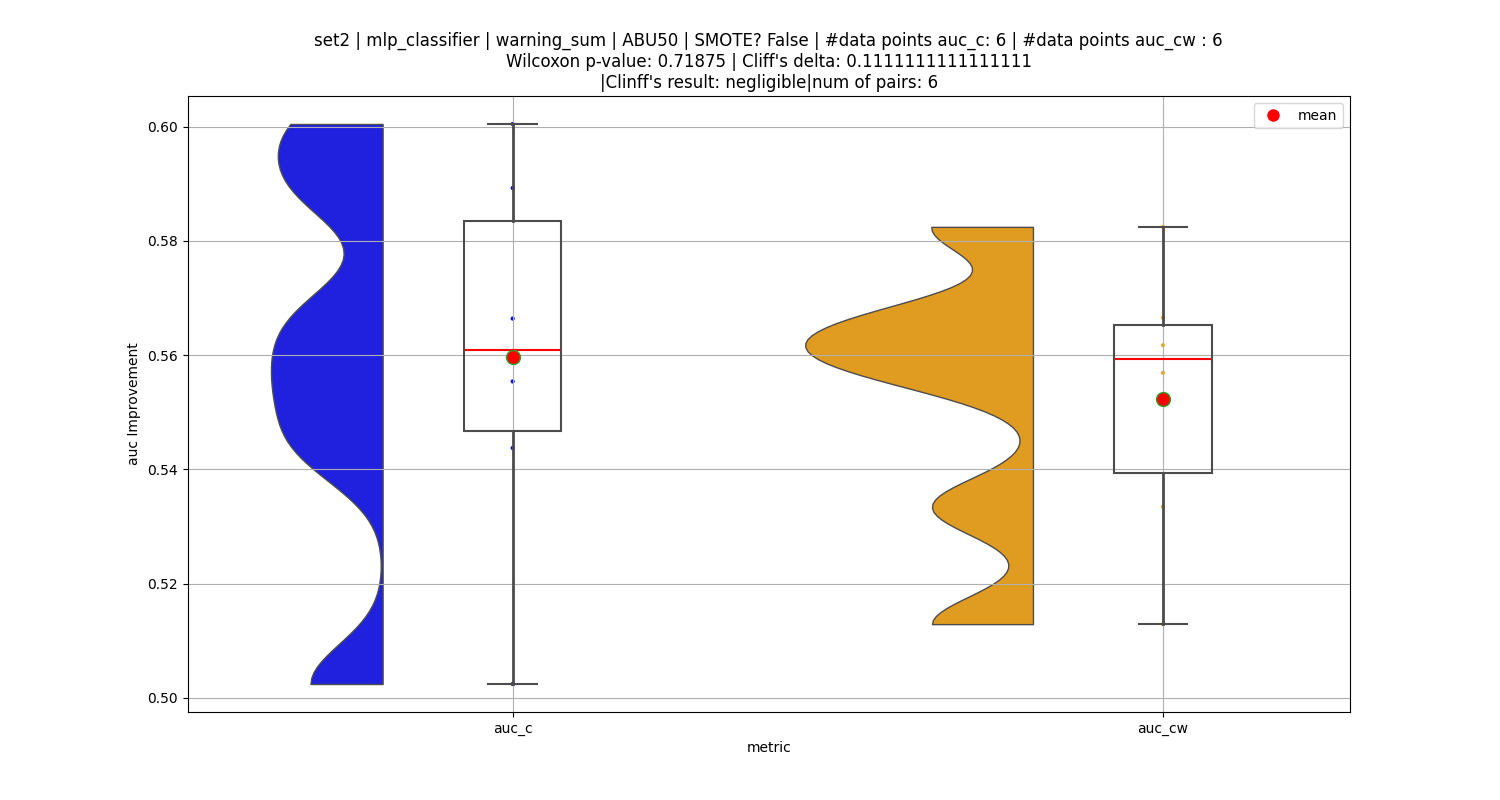 set2 | mlp_classifier | warning_sum | ABU50 | SMOTE? False | #data points auc_c: 6 | #data points auc_cw : 6
Wilcoxon p-value: 0.71875 | Cliff's delta: 0.1111111111111111
|Clinff's result: negligible|num of pairs: 6
mean
0.60
0.58
0.56
0.54
0.52
0.50
auc Improvement
auc_c
auc_cw
metric